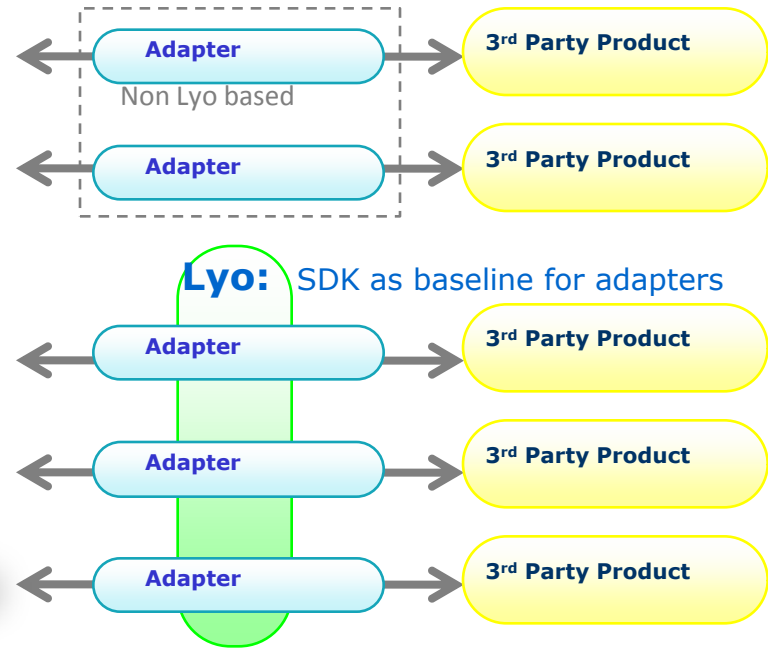 Adapter
3rd Party Product
Non Lyo based
Adapter
3rd Party Product
Lyo: SDK as baseline for adapters
Adapter
3rd Party Product
Adapter
3rd Party Product
Adapter
3rd Party Product